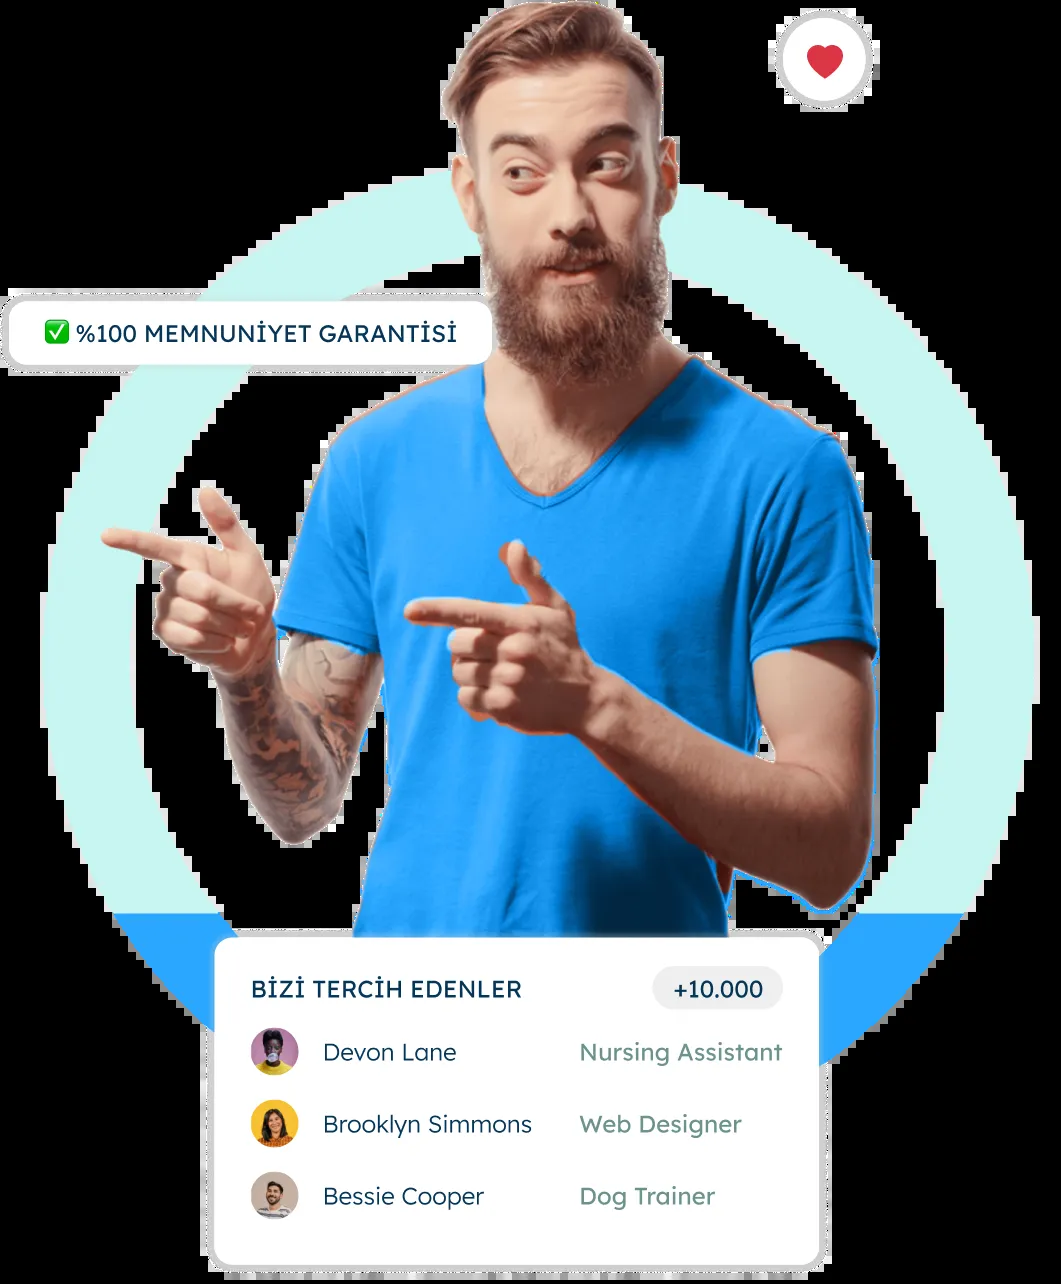 ✅ %100 MEMNUNİYET GARANTİSİ
BİZİ TERCİH EDENLER +10.000
Devon Lane Nursing Assistant
Brooklyn Simmons Web Designer
Bessie Cooper Dog Trainer